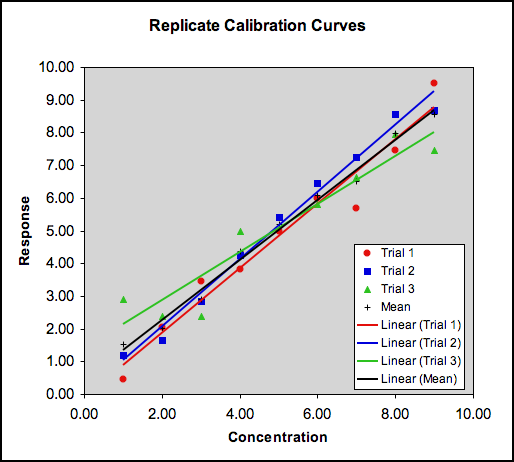 Replicate Calibration Curves
10.00
9.00
8.00
7.00
6.00
5.00
4.00
3.00
2.00
1.00
0.00
Response
Trial 1
Trial 2
Trial 3
Mean
Linear (Trial 1)
Linear (Trial 2)
Linear (Trial 3)
Linear (Mean)
0.00 2.00 4.00 6.00 8.00 10.00
Concentration